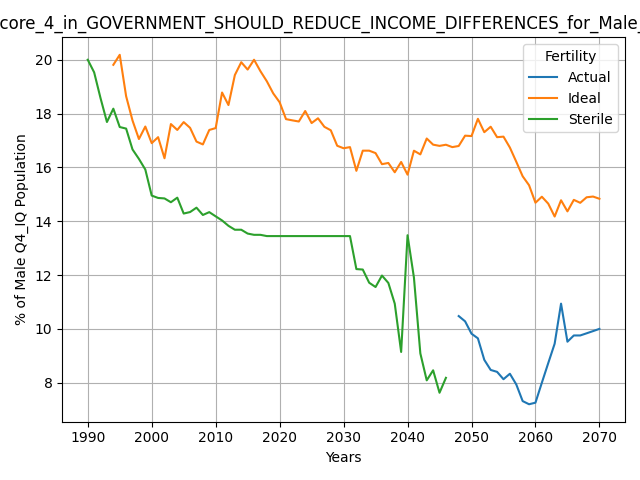 core_4_in_GOVERNMENT_SHOULD_REDUCE_INCOME_DIFFERENCES_for_Male_
Fertility
Actual
Ideal
Sterile
% of Male Q4_IQ Population
20
18
16
14
12
10
8
1990 2000 2010 2020 2030 2040 2050 2060 2070
Years